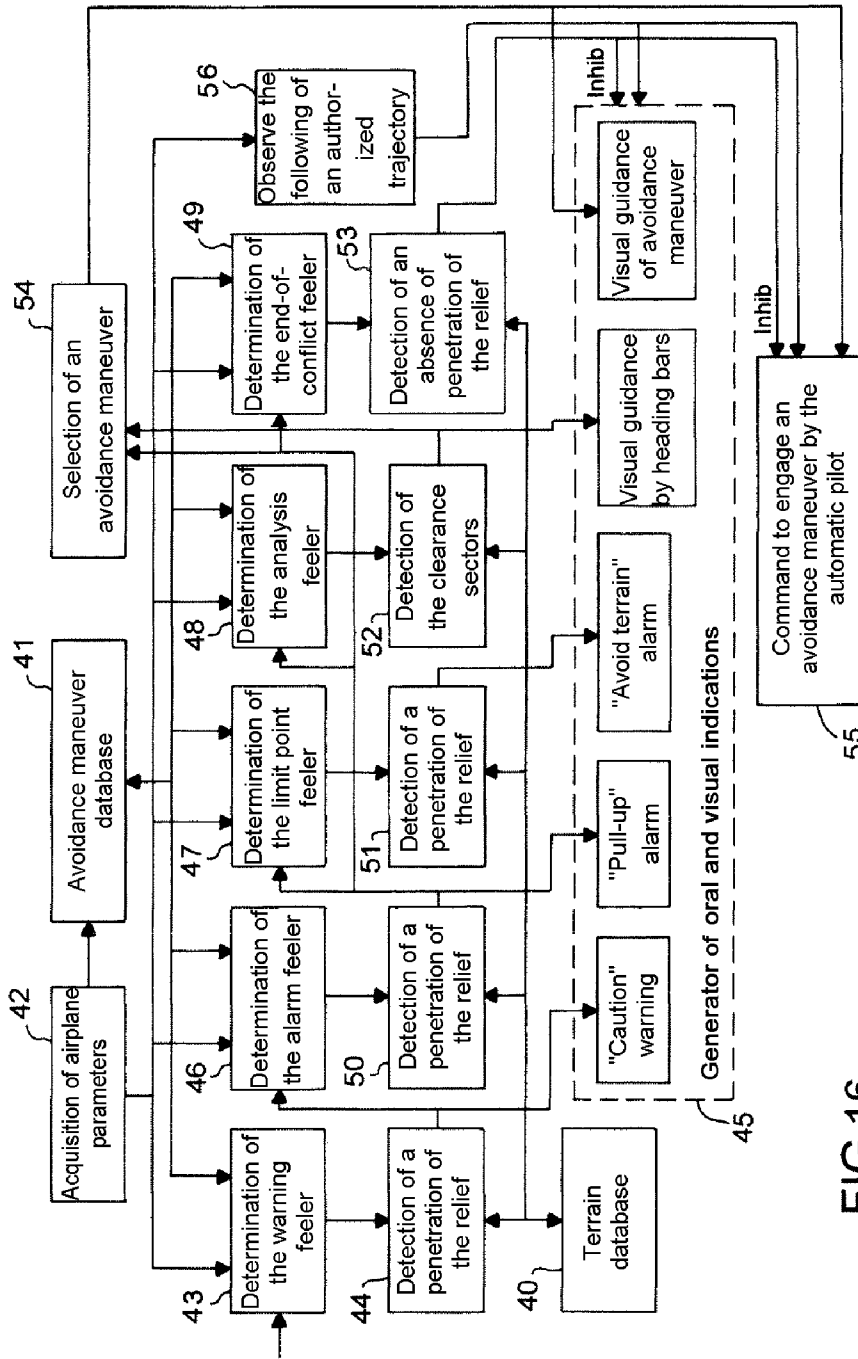 42
Acquisition of airplane
parameters
41
Avoidance maneuver
database
54
Selection of an
avoidance maneuver
43
Determination of
the warning
feeler
46
Determination of
the alarm feeler
47
Determination of
the limit point
feeler
48
Determination of
the analysis
feeler
49
Determination of
the end-of-
conflict feeler
56
Observe the
following of
an author-
ized
trajectory
44
Detection of a
penetration of
the relief
50
Detection of a
penetration of
the relief
51
Detection of a
penetration of
the relief
52
Detection of
the clearance
sectors
53
Detection of an
absence of
penetration of
the relief
40
Terrain
database
45
"Caution"
warning
"Pull-up"
alarm
"Avoid terrain"
alarm
Visual guidance
by heading bars
Visual guidance
of avoidance
maneuver
Inhib
Generator of oral and visual indications
Inhib
55
Command to engage an
avoidance maneuver by the
automatic pilot
FIG.16